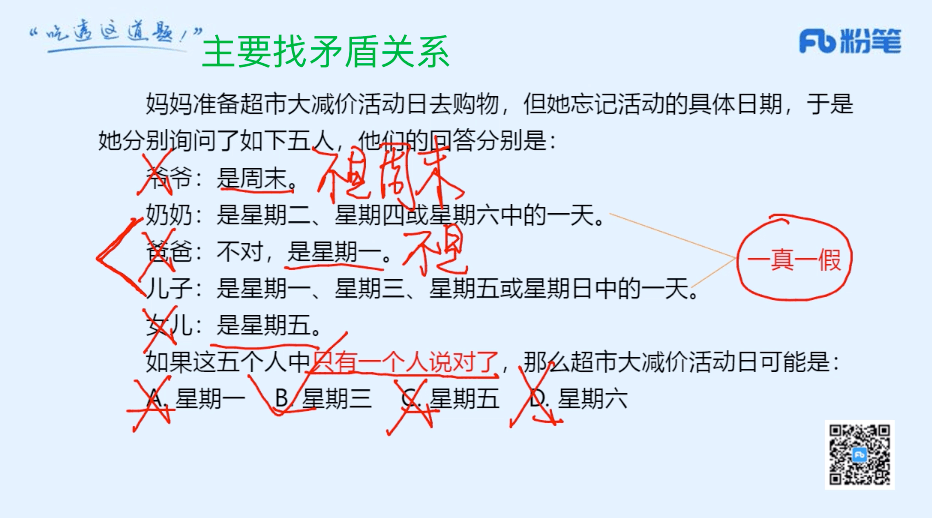 “吃透这道题！”
主要找矛盾关系
粉笔
妈妈准备超市大减价活动日去购物，但她忘记活动的具体日期，于是
她分别询问了如下五人，他们的回答分别是：
爷爷：是周末。 不是周末
奶奶：是星期二、星期四或星期六中的一天。
爸爸：不对，是星期一。 不是
一真一假
儿子：是星期一、星期三、星期五或星期日中的一天。
女儿：是星期五。
如果这五个人中只有一个人说对了，那么超市大减价活动日可能是：
A. 星期一 B. 星期三 C. 星期五 D. 星期六